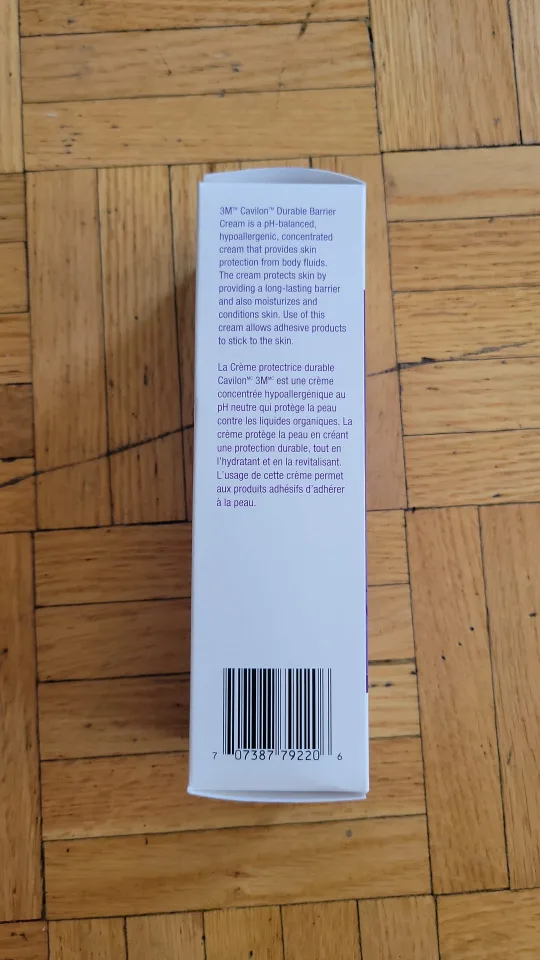 3M™ Cavilon™ Durable Barrier
Cream is a pH-balanced,
hypoallergenic, concentrated
cream that provides skin
protection from body fluids.
The cream protects skin by
providing a long-lasting barrier
and also moisturizes and
conditions skin. Use of this
cream allows adhesive products
to stick to the skin.
La Crème protectrice durable
Cavilonᴹᶜ 3Mᴹᶜ est une crème
concentrée hypoallergénique au
pH neutre qui protège la peau
contre les liquides organiques. La
crème protège la peau en créant
une protection durable, tout en
l'hydratant et en la revitalisant.
L'usage de cette crème permet
aux produits adhésifs d'adhérer
à la peau.
7 07387 79220 6